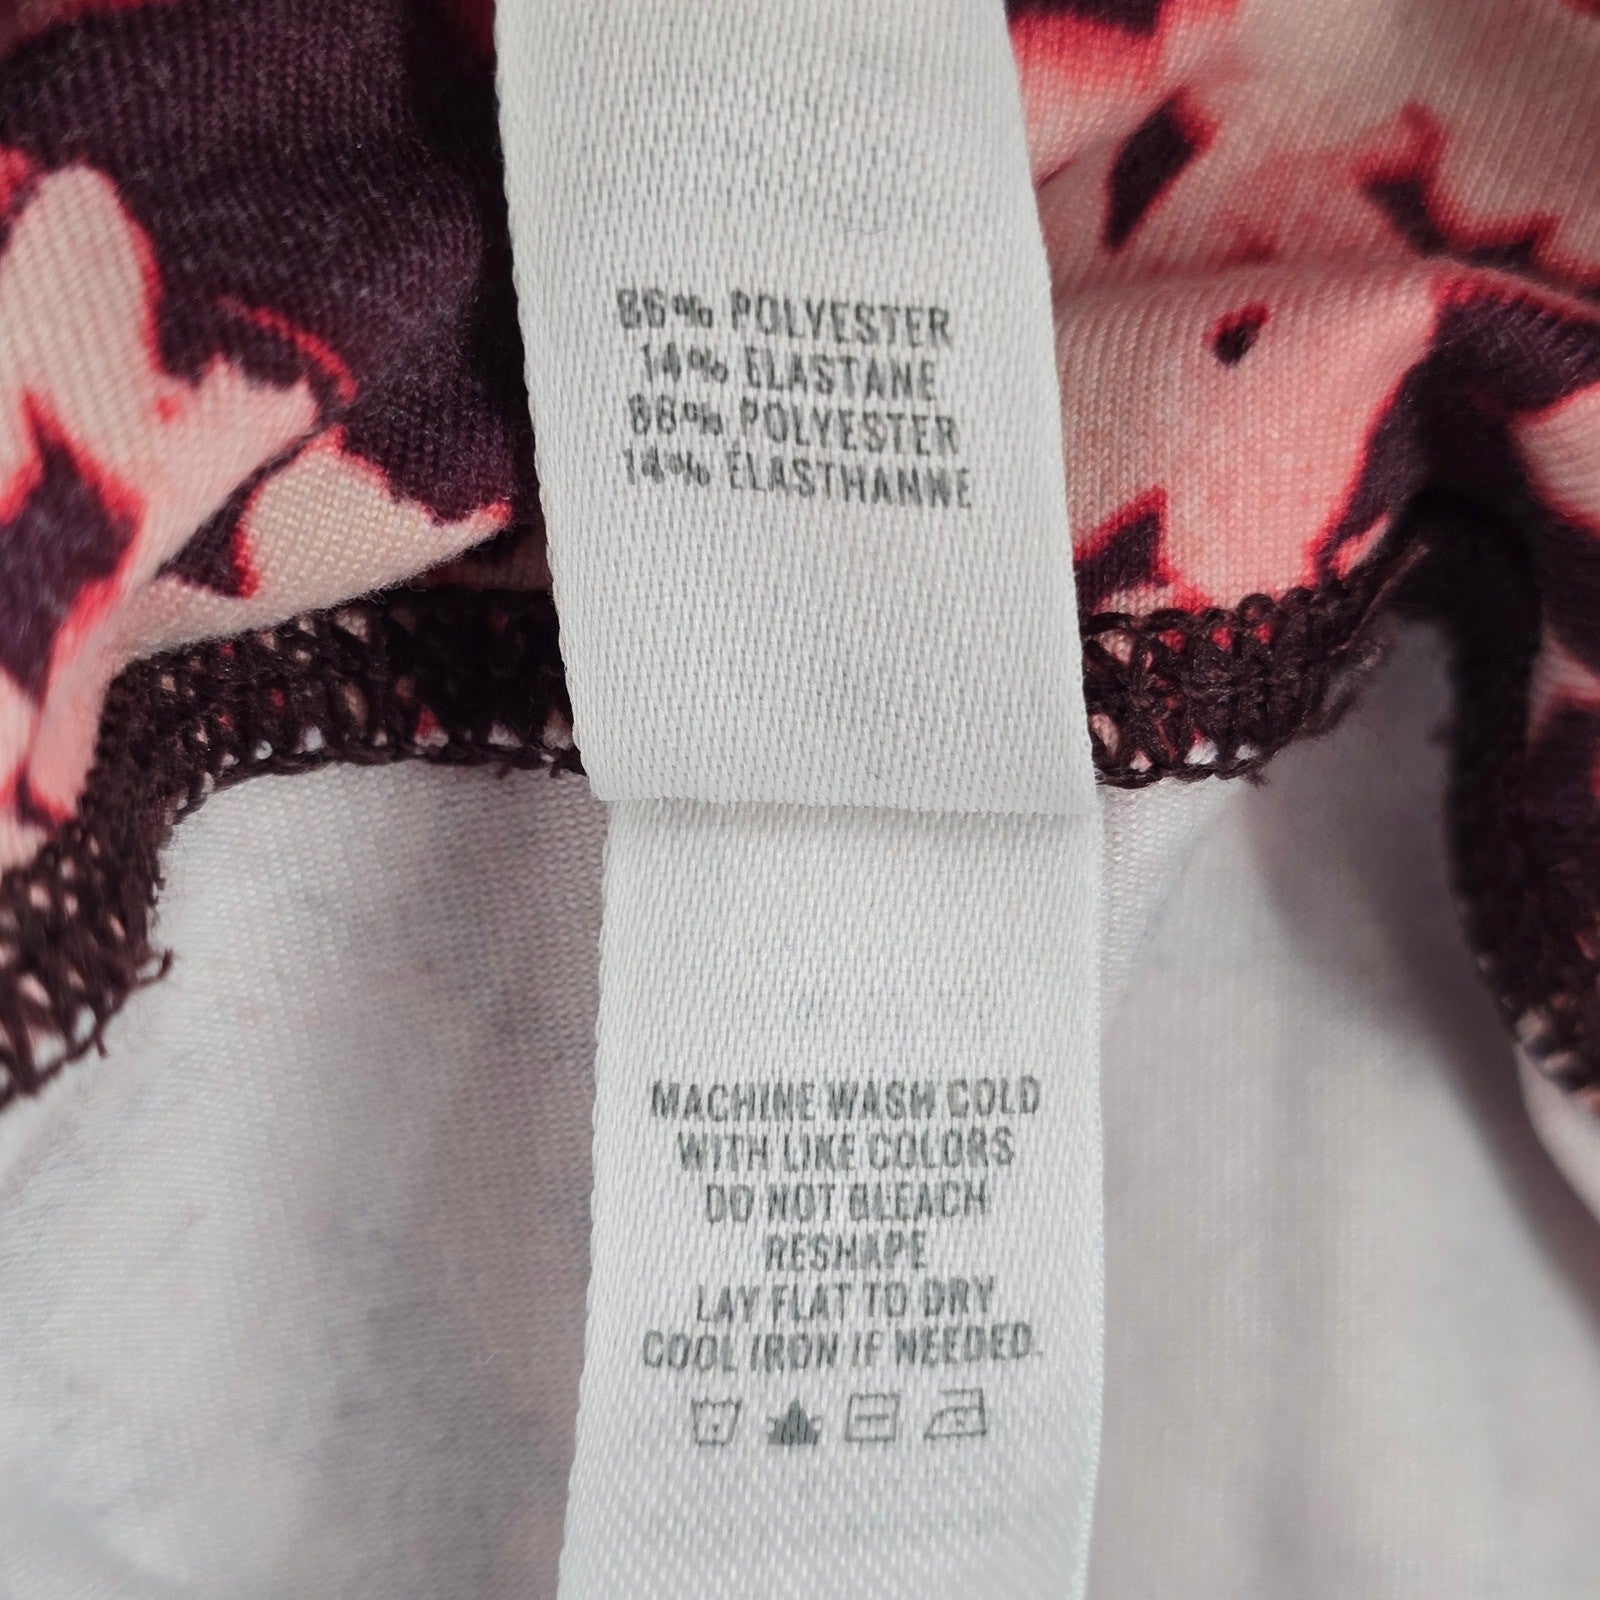 86% POLYESTER
14% ELASTANE
86% POLYESTER
14% ÉLASTHANNE
MACHINE WASH COLD
WITH LIKE COLORS
DO NOT BLEACH
RESHAPE
LAY FLAT TO DRY
COOL IRON IF NEEDED.